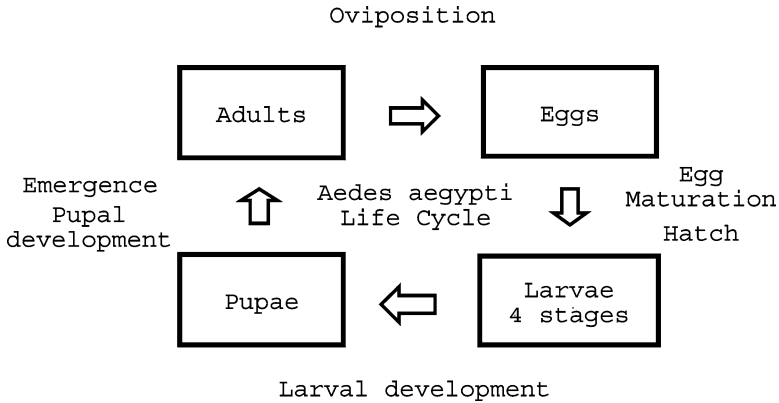 Oviposition
Adults
Eggs
Emergence
Pupal
development
Aedes aegypti
Life Cycle
Egg
Maturation
Hatch
Pupae
Larvae
4 stages
Larval development